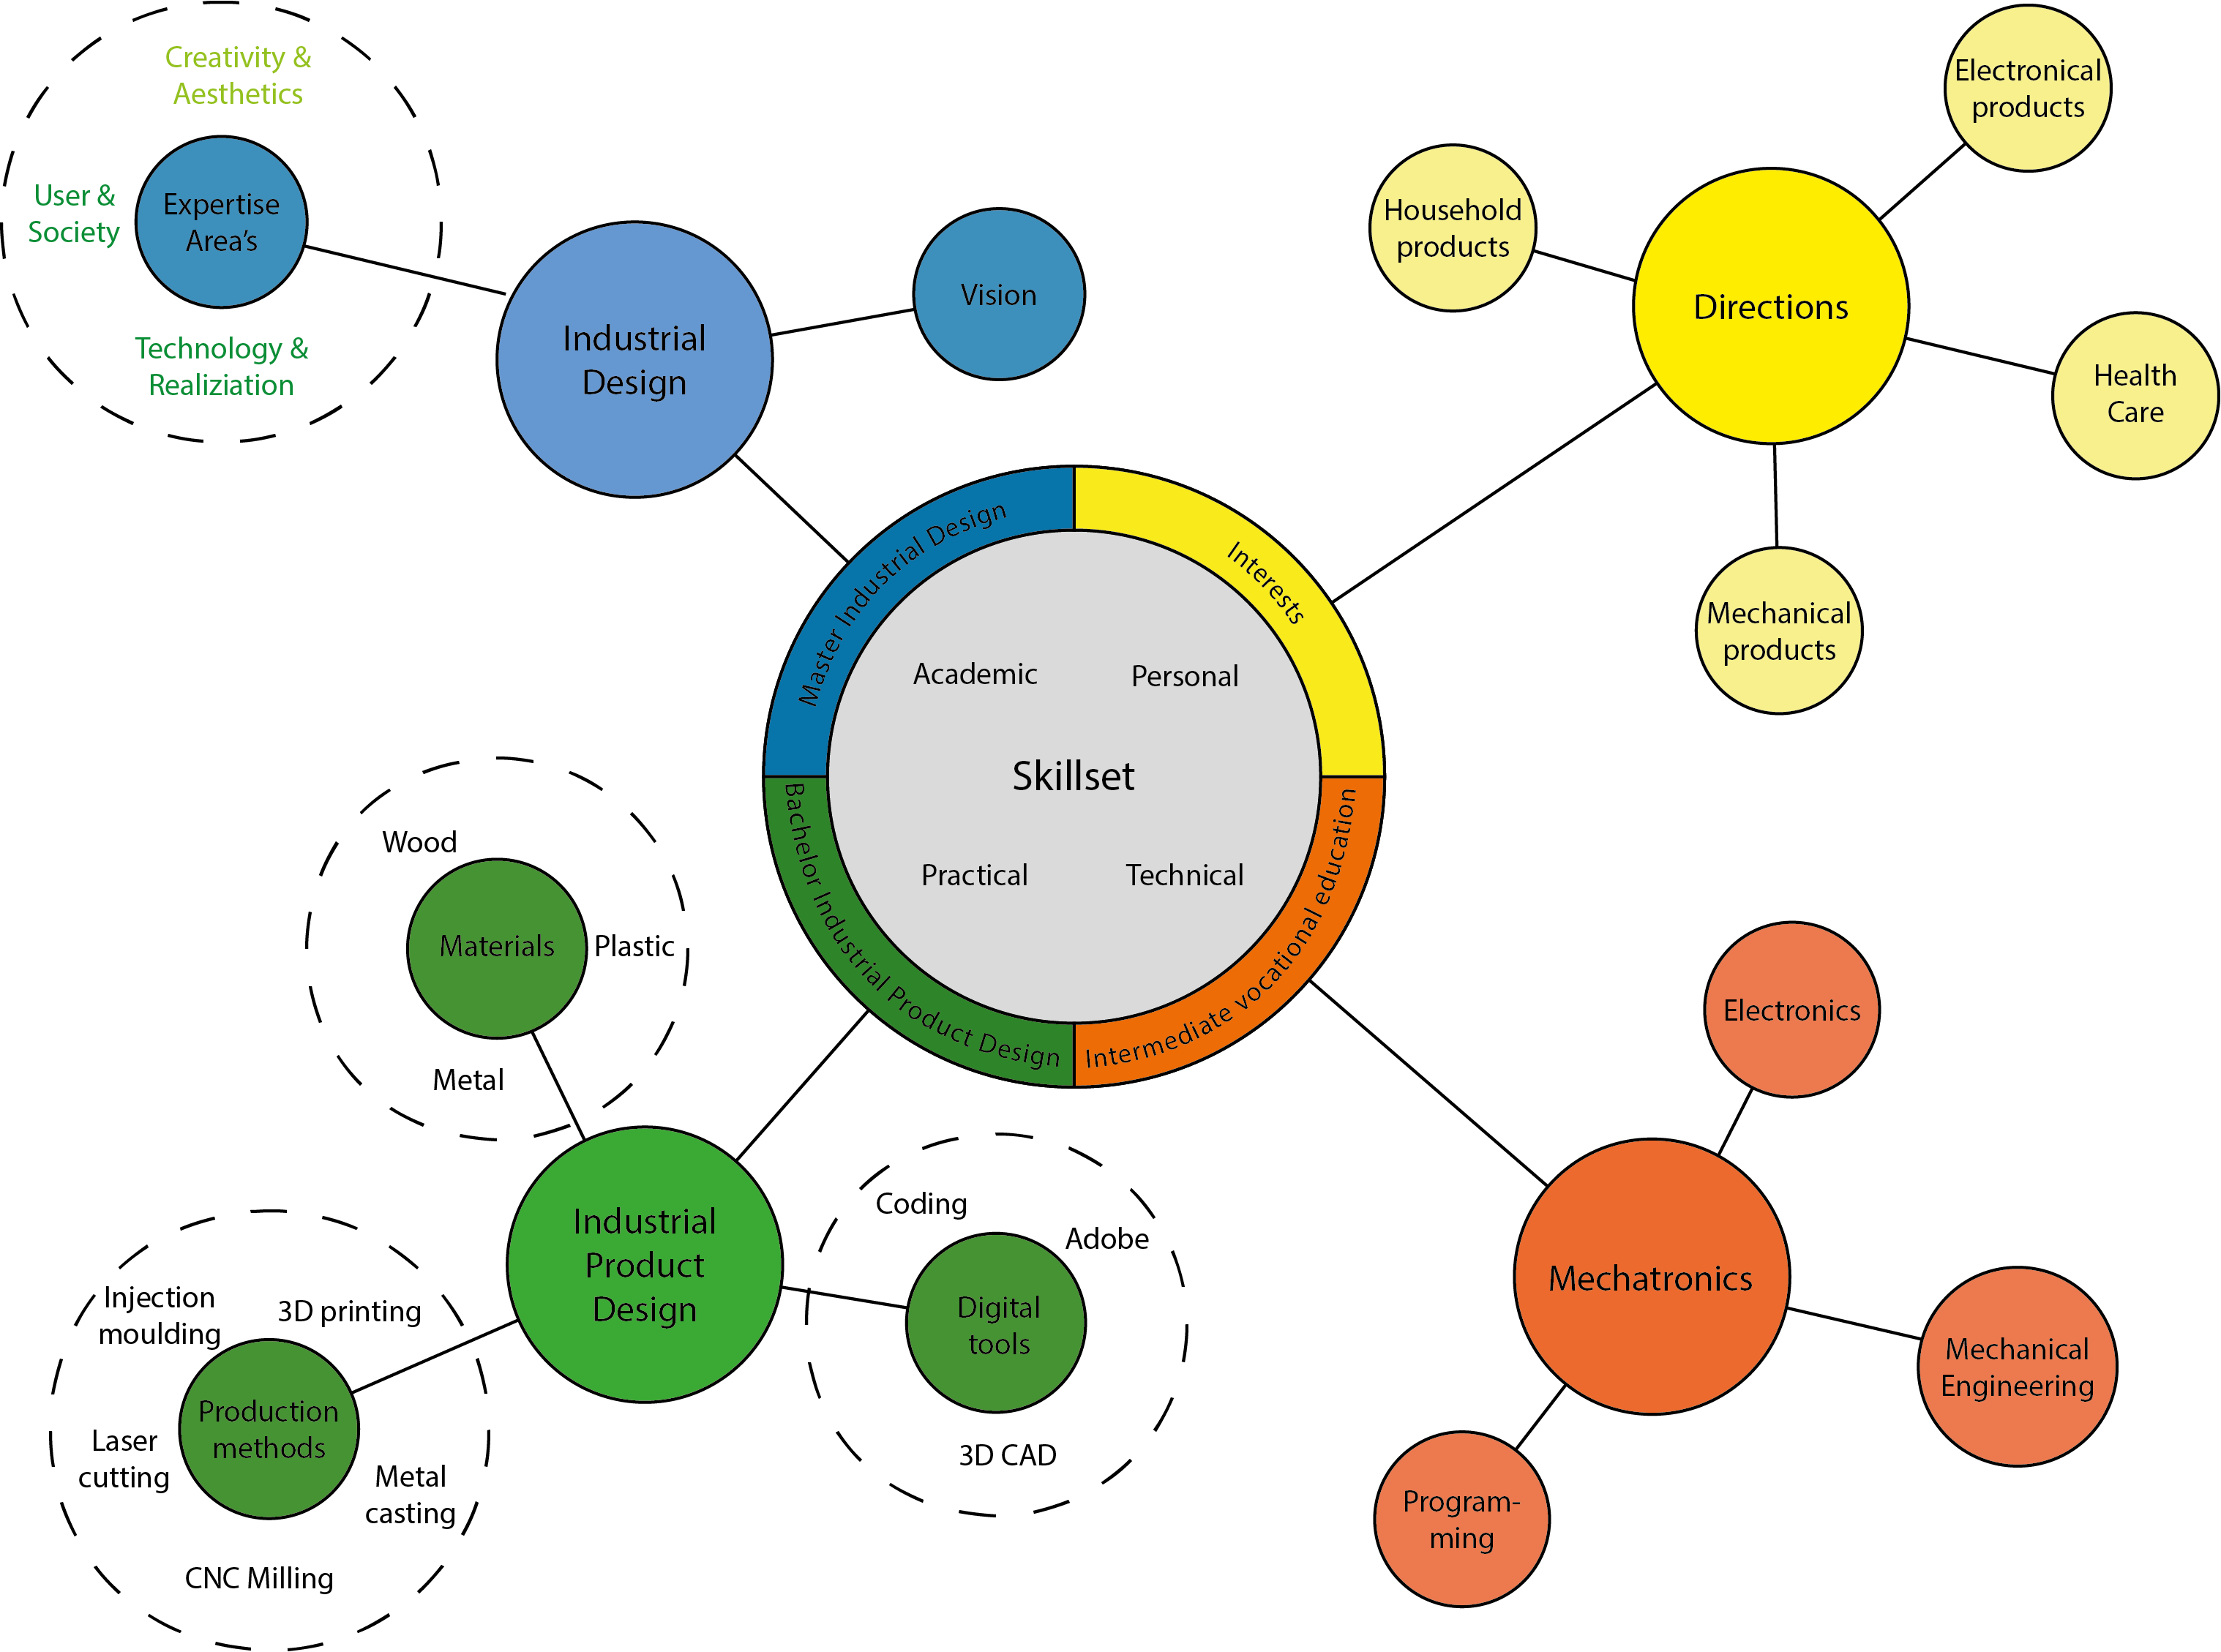 Creativity &
Aesthetics
User &
Society
Expertise
Area's
Technology &
Realiziation
Industrial
Design
Vision
Electronical
products
Household
products
Directions
Health
Care
Mechanical
products
Master Industrial Design
Interests
Academic
Personal
Skillset
Practical
Technical
Bachelor Industrial Product Design
Intermediate vocational education
Wood
Materials
Plastic
Metal
Industrial
Product
Design
Coding
Adobe
Digital
tools
3D CAD
Injection
moulding
3D printing
Production
methods
Laser
cutting
Metal
casting
CNC Milling
Electronics
Mechatronics
Mechanical
Engineering
Program-
ming